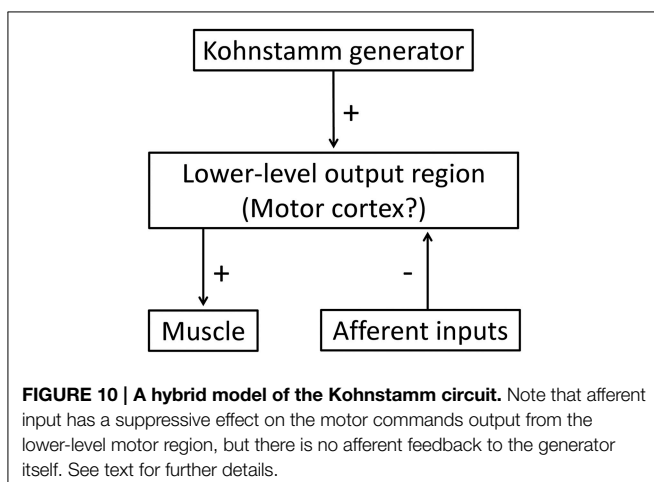 Kohnstamm generator
+
Lower-level output region
(Motor cortex?)
+
-
Muscle
Afferent inputs
FIGURE 10 | A hybrid model of the Kohnstamm circuit. Note that afferent
input has a suppressive effect on the motor commands output from the
lower-level motor region, but there is no afferent feedback to the generator
itself. See text for further details.